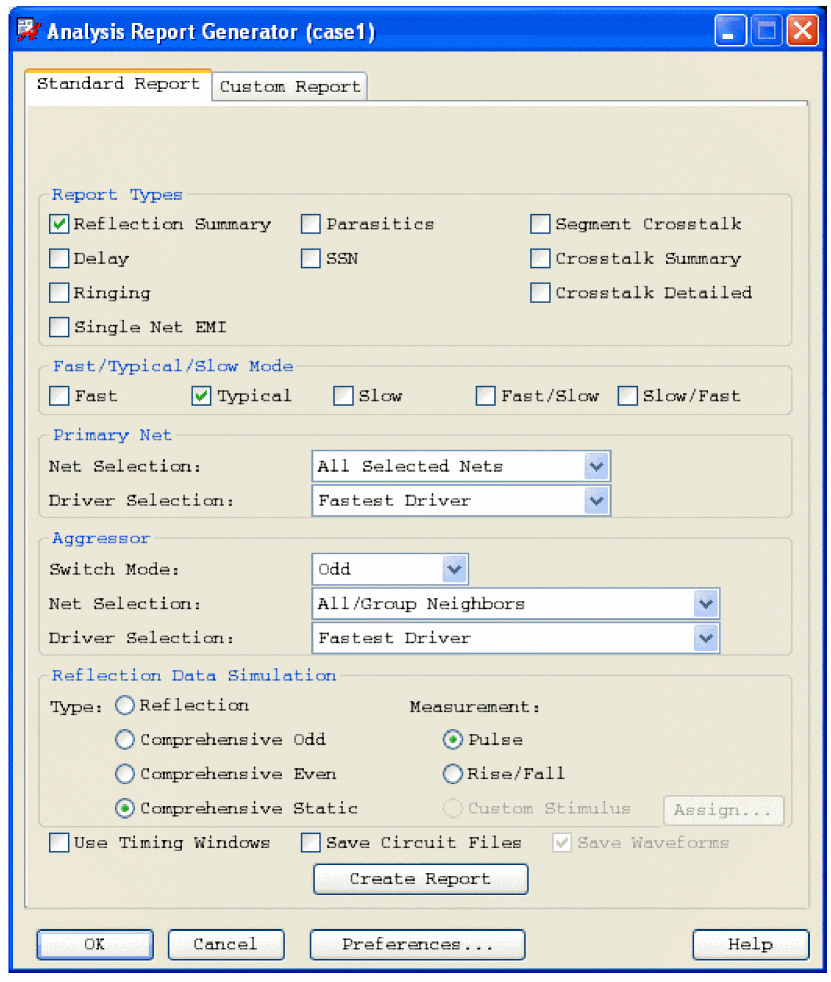 Analysis Report Generator (case1)
Standard Report Custom Report
Report Types
Reflection Summary Parasitics Segment Crosstalk
Delay SSN Crosstalk Summary
Ringing Crosstalk Detailed
Single Net EMI
Fast/Typical/Slow Mode
Fast Typical Slow Fast/Slow Slow/Fast
Primary Net
Net Selection: All Selected Nets
Driver Selection: Fastest Driver
Aggressor
Switch Mode: Odd
Net Selection: All/Group Neighbors
Driver Selection: Fastest Driver
Reflection Data Simulation
Type: Reflection Measurement:
Comprehensive Odd Pulse
Comprehensive Even Rise/Fall
Comprehensive Static Custom Stimulus Assign...
Use Timing Windows Save Circuit Files Save Waveforms
Create Report
OK Cancel Preferences... Help